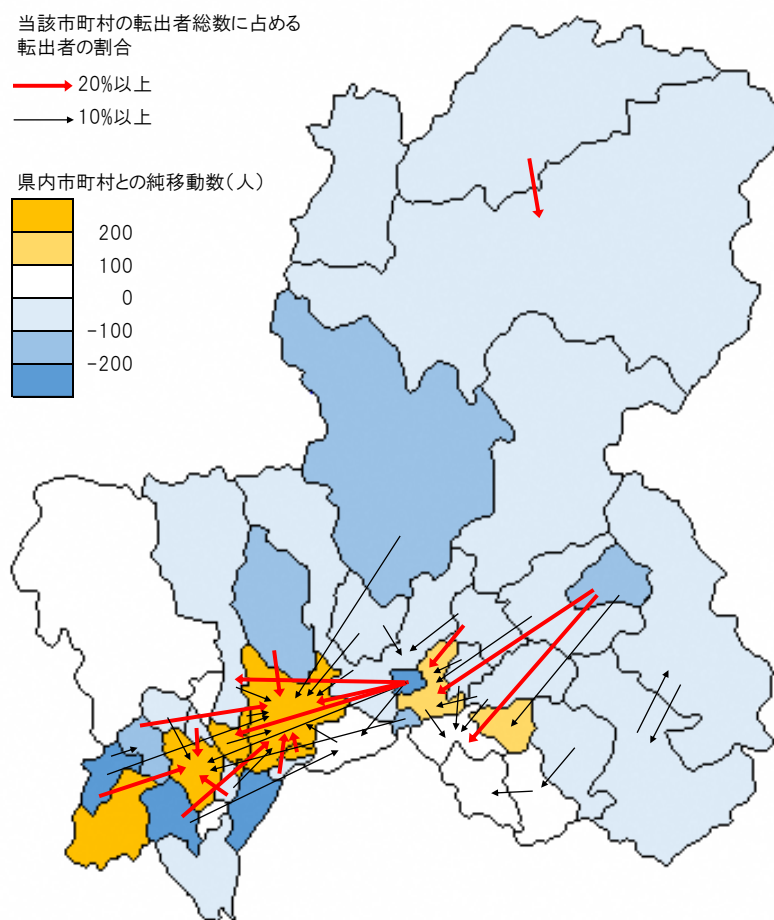 当該市町村の転出者総数に占める
転出者の割合
20%以上
10%以上
県内市町村との純移動数(人)
200
100
0
-100
-200